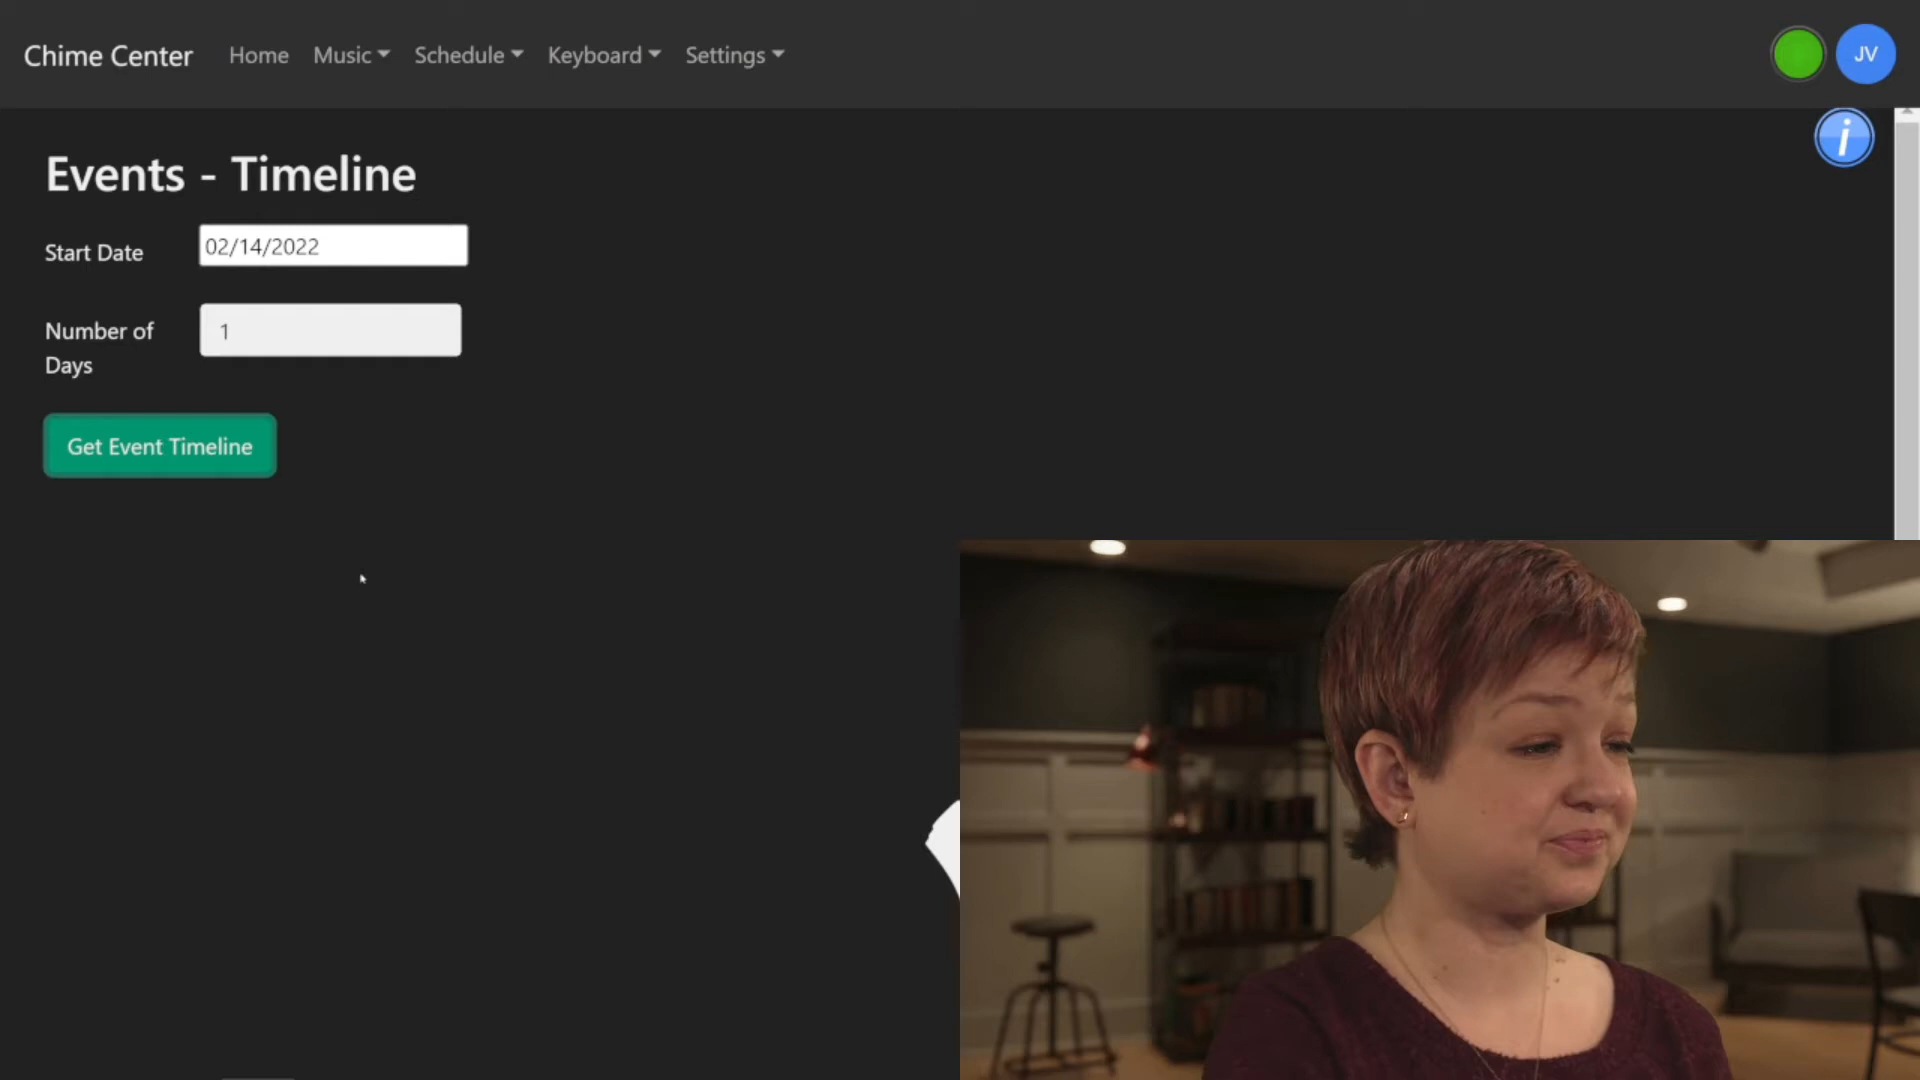 Chime Center Home Music Schedule Keyboard Settings JV
i
Events - Timeline
Start Date 02/14/2022
Number of 1
Days
Get Event Timeline